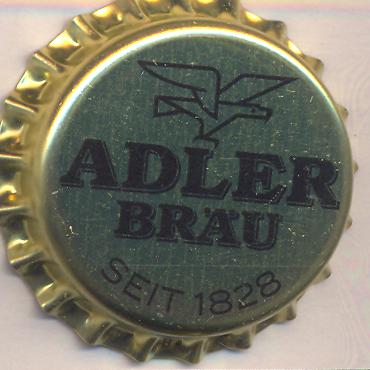 ADLER
BRÄU
SEIT 1828